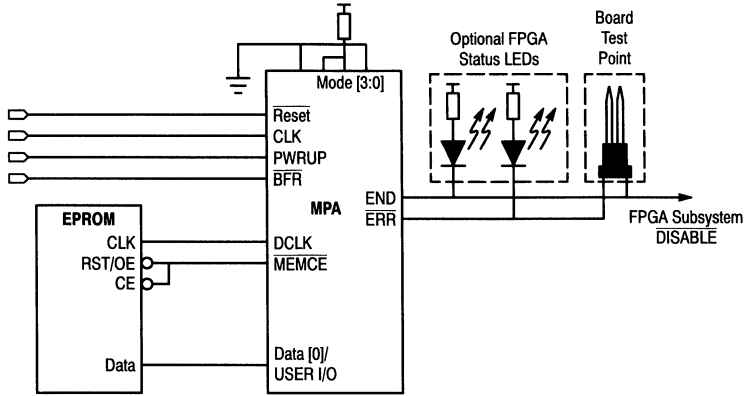 Optional FPGA
Status LEDs
Board
Test
Point
Mode [3:0]
Reset
CLK
PWRUP
BFR
MPA
END
ERR
FPGA Subsystem
DISABLE
EPROM
CLK
RST/OE
CE
Data
DCLK
MEMCE
Data [0]/
USER I/O